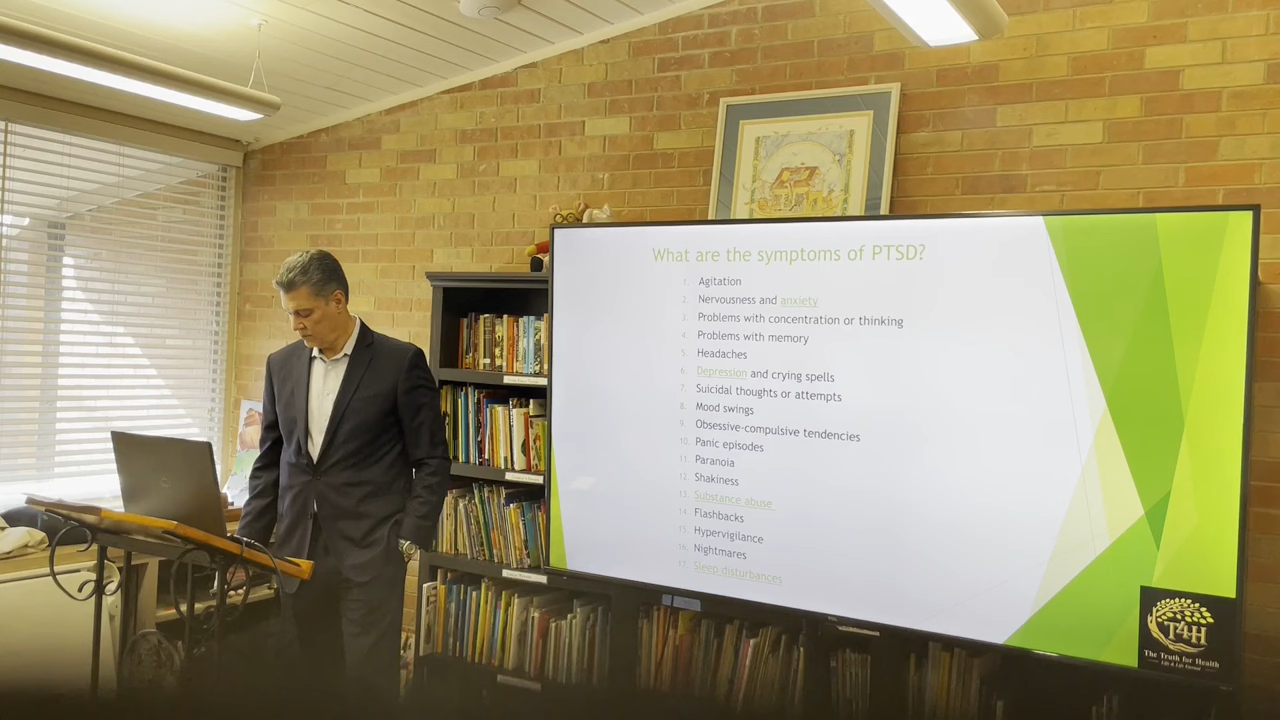 What are the symptoms of PTSD?
1. Agitation
2. Nervousness and anxiety
3. Problems with concentration or thinking
4. Problems with memory
5. Headaches
6. Depression and crying spells
7. Suicidal thoughts or attempts
8. Mood swings
9. Obsessive-compulsive tendencies
10. Panic episodes
11. Paranoia
12. Shakiness
13. Substance abuse
14. Flashbacks
15. Hypervigilance
16. Nightmares
17. Sleep disturbances
T4H
The Truth for Health
Life & Life Eternal